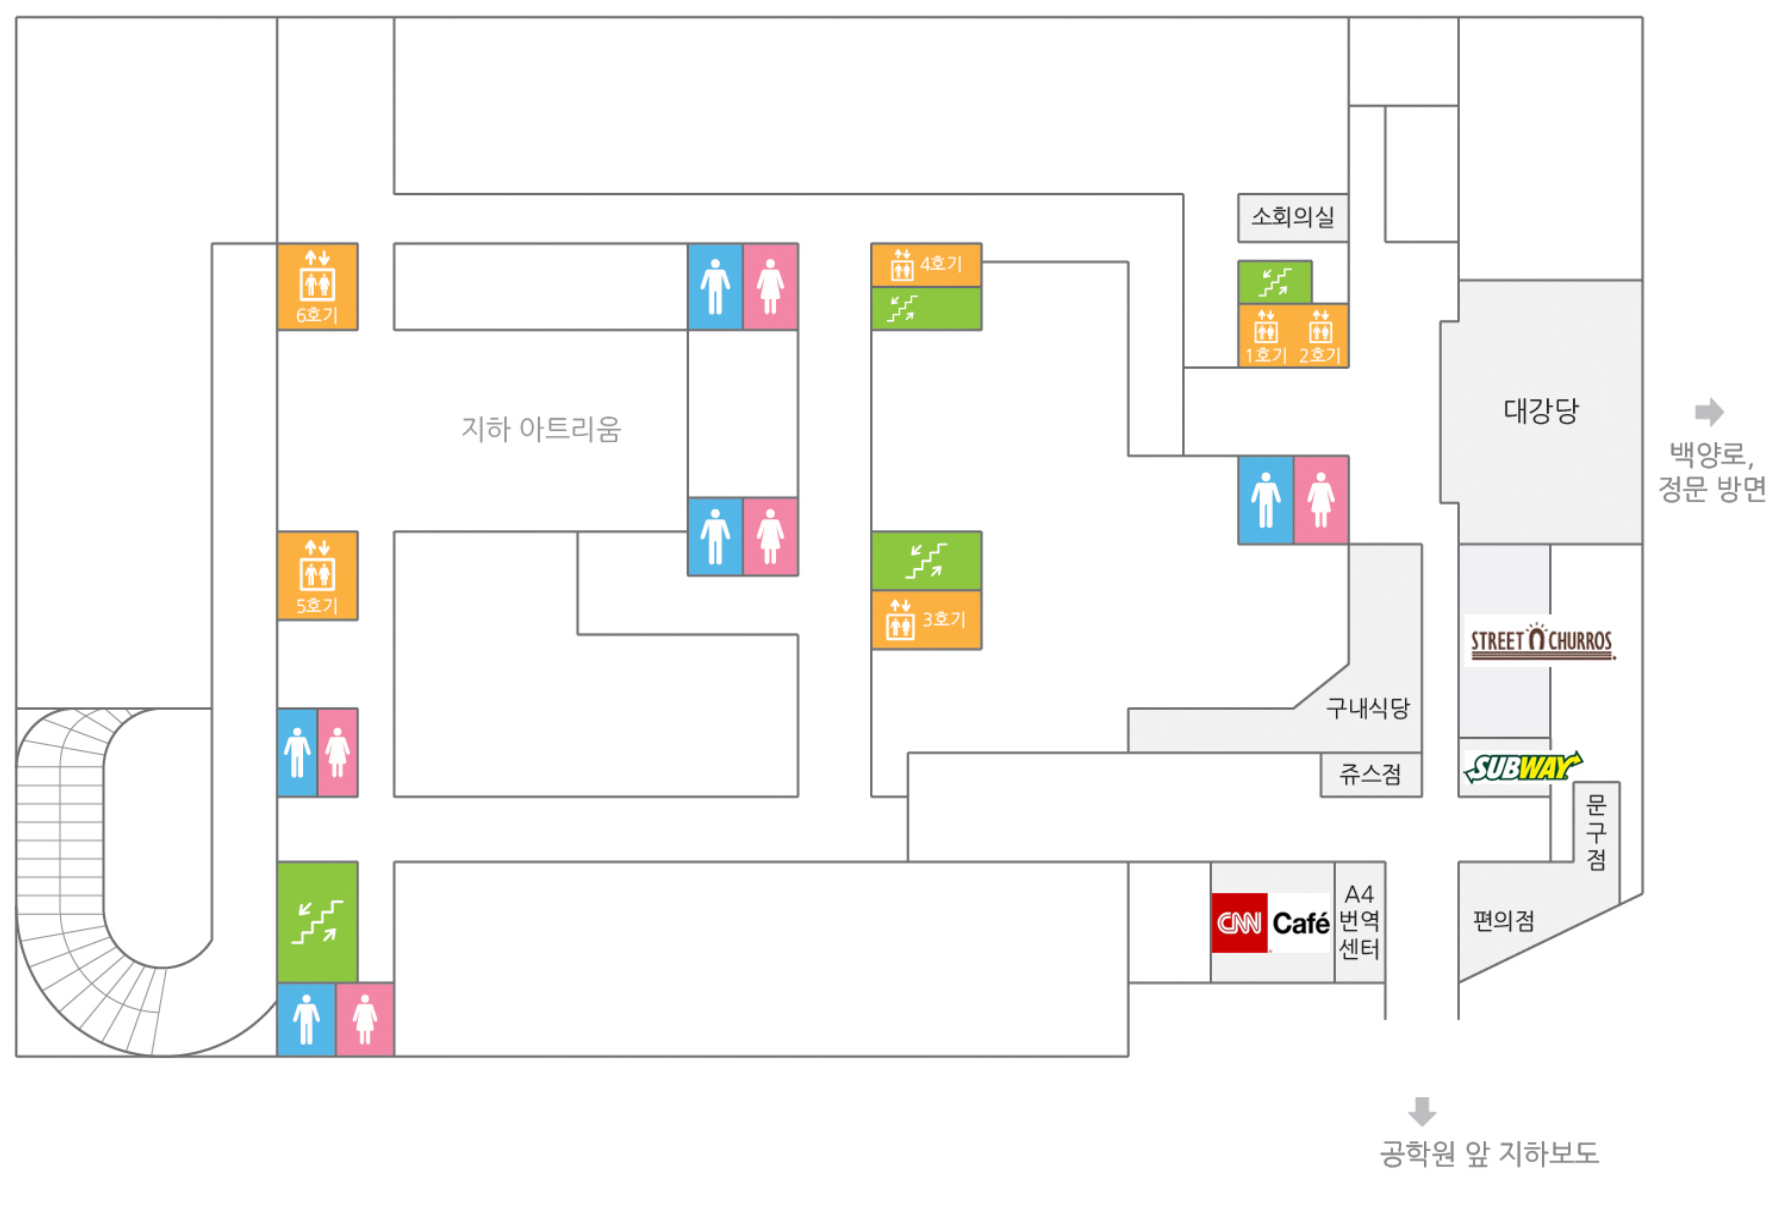 소회의실
4호기
6호기
1호기
2호기
대강당
지하 아트리움
백양로,
정문 방면
5호기
3호기
STREET CHURROS
구내식당
SUBWAY
쥬스점
문
구
점
CNN Café
A4
번역
센터
편의점
공학원 앞 지하보도